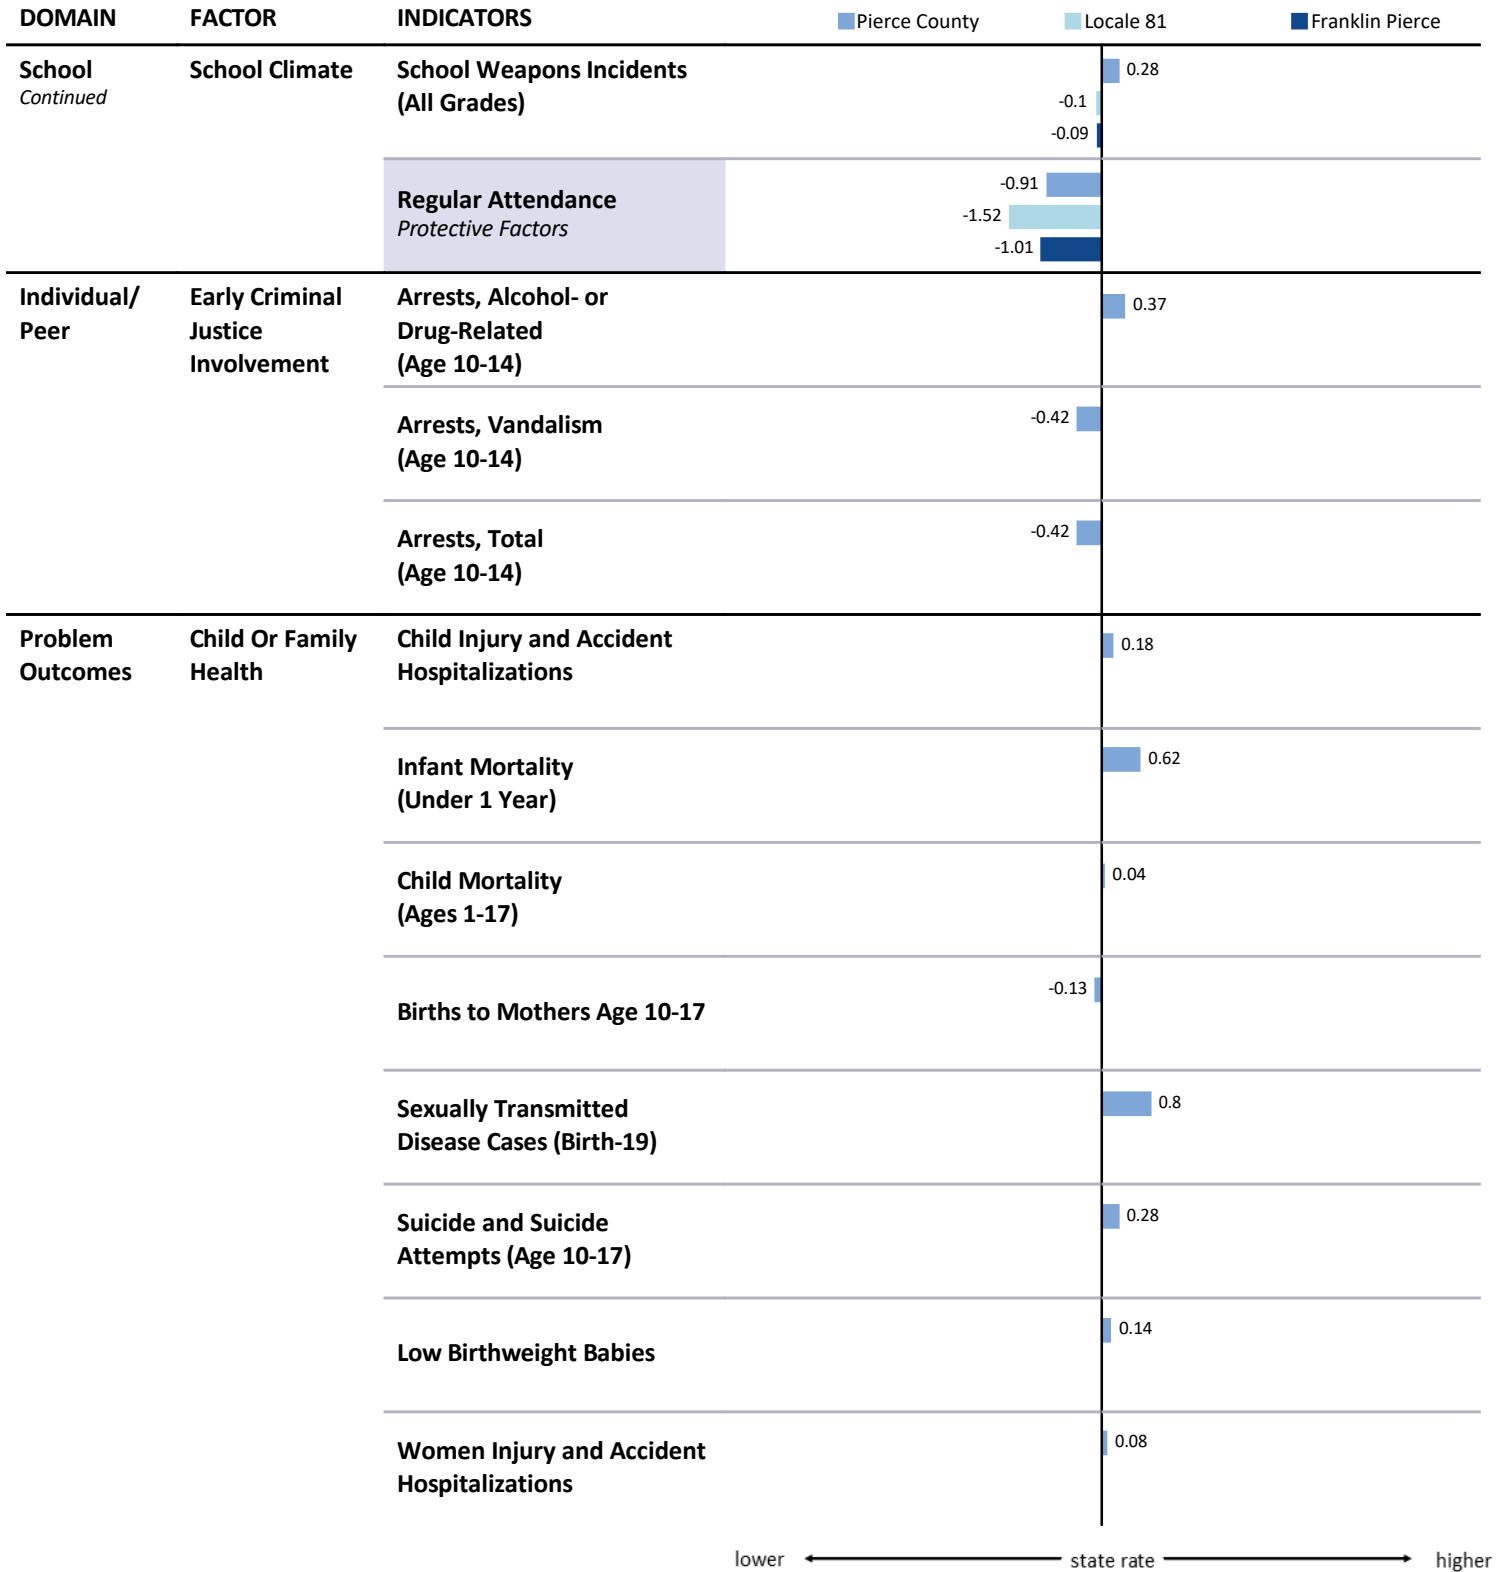 DOMAIN FACTOR INDICATORS Pierce County Locale 81 Franklin Pierce
School School Climate School Weapons Incidents 0.28
Continued (All Grades) -0.1
-0.09
Regular Attendance -0.91
Protective Factors -1.52
-1.01
Individual/ Early Criminal Arrests, Alcohol- or 0.37
Peer Justice Drug-Related
Involvement (Age 10-14)
Arrests, Vandalism -0.42
(Age 10-14)
Arrests, Total -0.42
(Age 10-14)
Problem Child Or Family Child Injury and Accident 0.18
Outcomes Health Hospitalizations
Infant Mortality 0.62
(Under 1 Year)
Child Mortality 0.04
(Ages 1-17)
Births to Mothers Age 10-17 -0.13
Sexually Transmitted 0.8
Disease Cases (Birth-19)
Suicide and Suicide 0.28
Attempts (Age 10-17)
Low Birthweight Babies 0.14
Women Injury and Accident 0.08
Hospitalizations
lower state rate higher